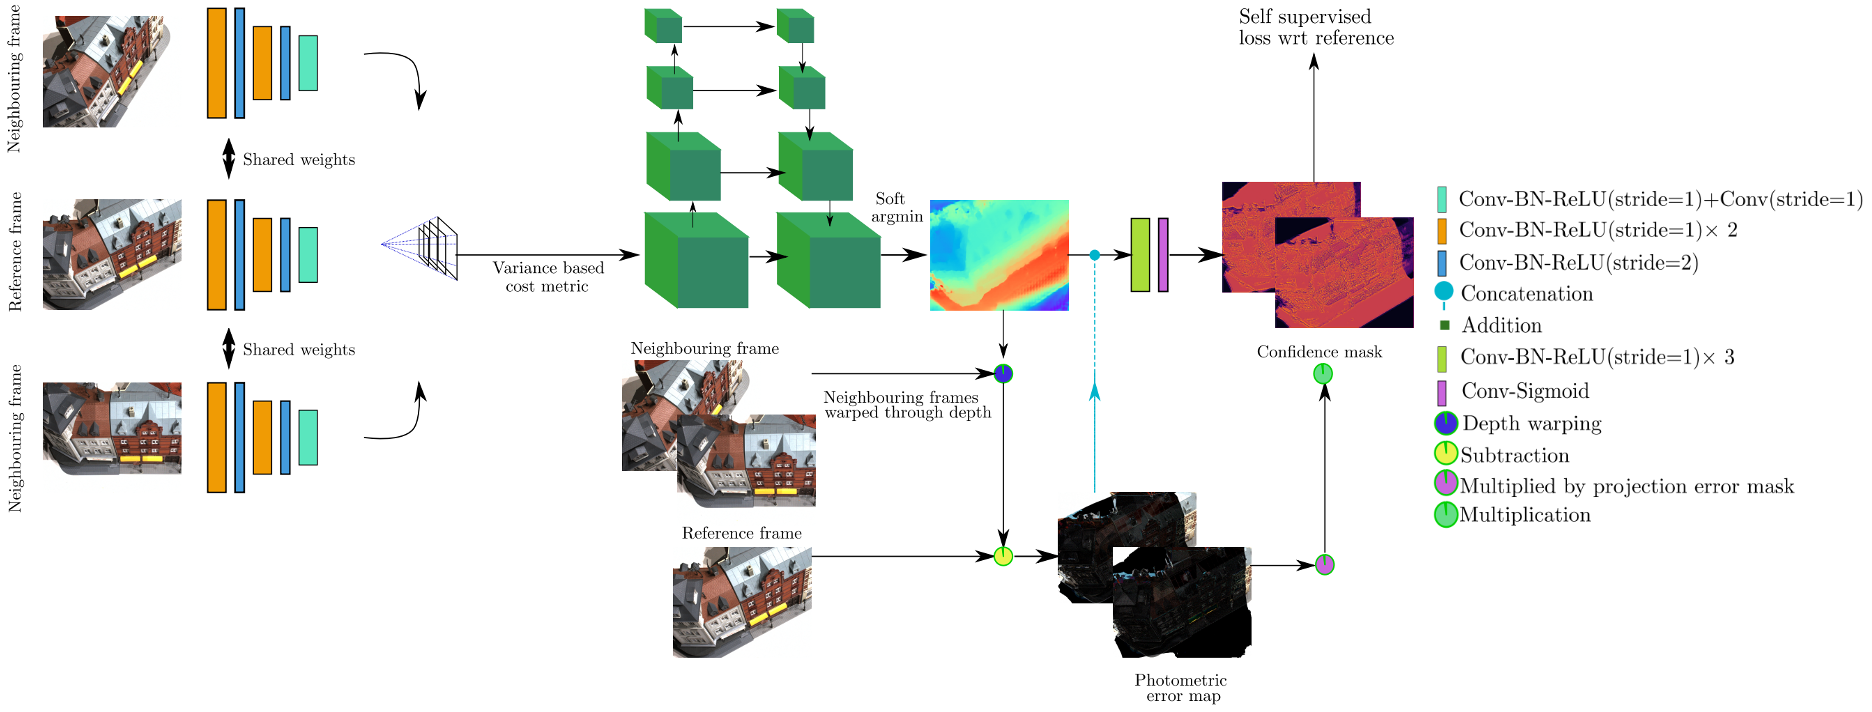 Neighbouring frame
Shared weights
Reference frame
Shared weights
Neighbouring frame
Variance based
cost metric
Soft
argmin
Self supervised
loss wrt reference
Confidence mask
Neighbouring frame
Neighbouring frames
warped through depth
Reference frame
Photometric
error map
Conv-BN-ReLU(stride=1)+Conv(stride=1)
Conv-BN-ReLU(stride=1)× 2
Conv-BN-ReLU(stride=2)
Concatenation
Addition
Conv-BN-ReLU(stride=1)× 3
Conv-Sigmoid
Depth warping
Subtraction
Multiplied by projection error mask
Multiplication